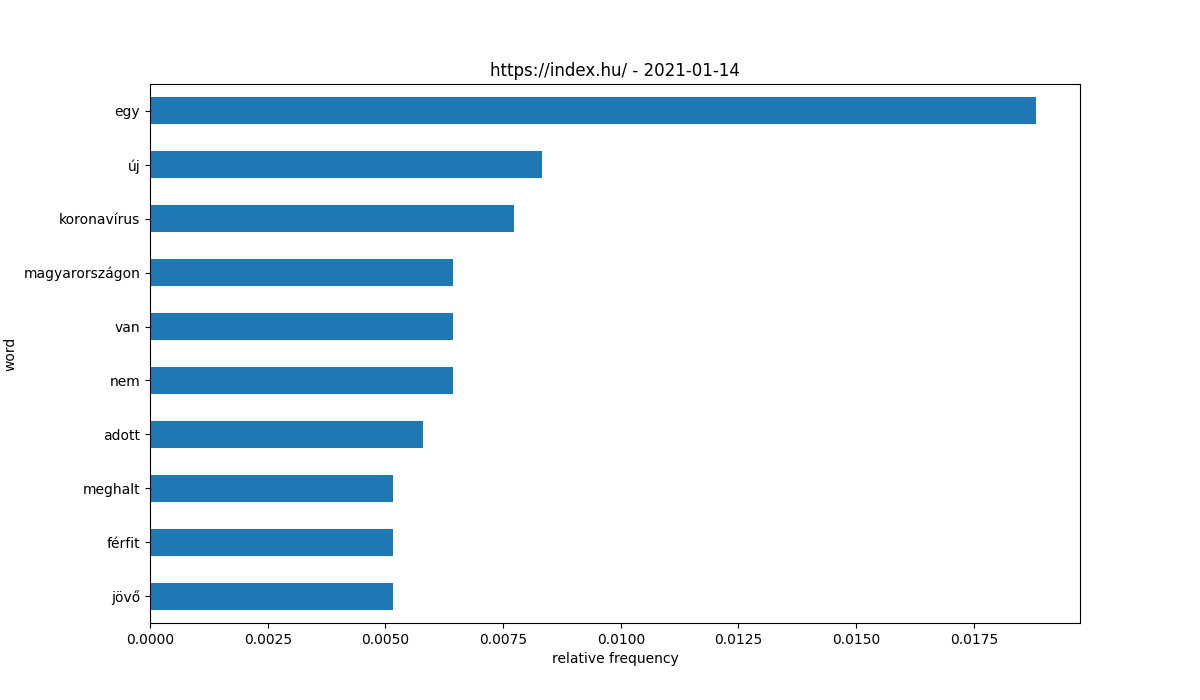 https://index.hu/ - 2021-01-14
egy
új
koronavírus
magyarországon
van
nem
adott
meghalt
férfit
jövő
word
0.0000 0.0025 0.0050 0.0075 0.0100 0.0125 0.0150 0.0175
relative frequency